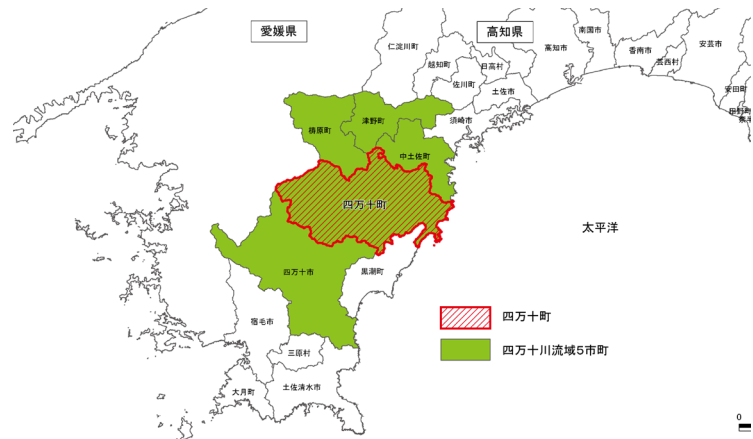 愛媛県
高知県
仁淀川町
南国市
高知市
香南市
安芸市
芸西村
越知町
日高村
佐川町
土佐市
安田町
須崎市
津野町
梼原町
中土佐町
四万十町
太平洋
四万十市
黒潮町
宿毛市
三原村
大月町
土佐清水市
四万十町
四万十川流域5市町
0